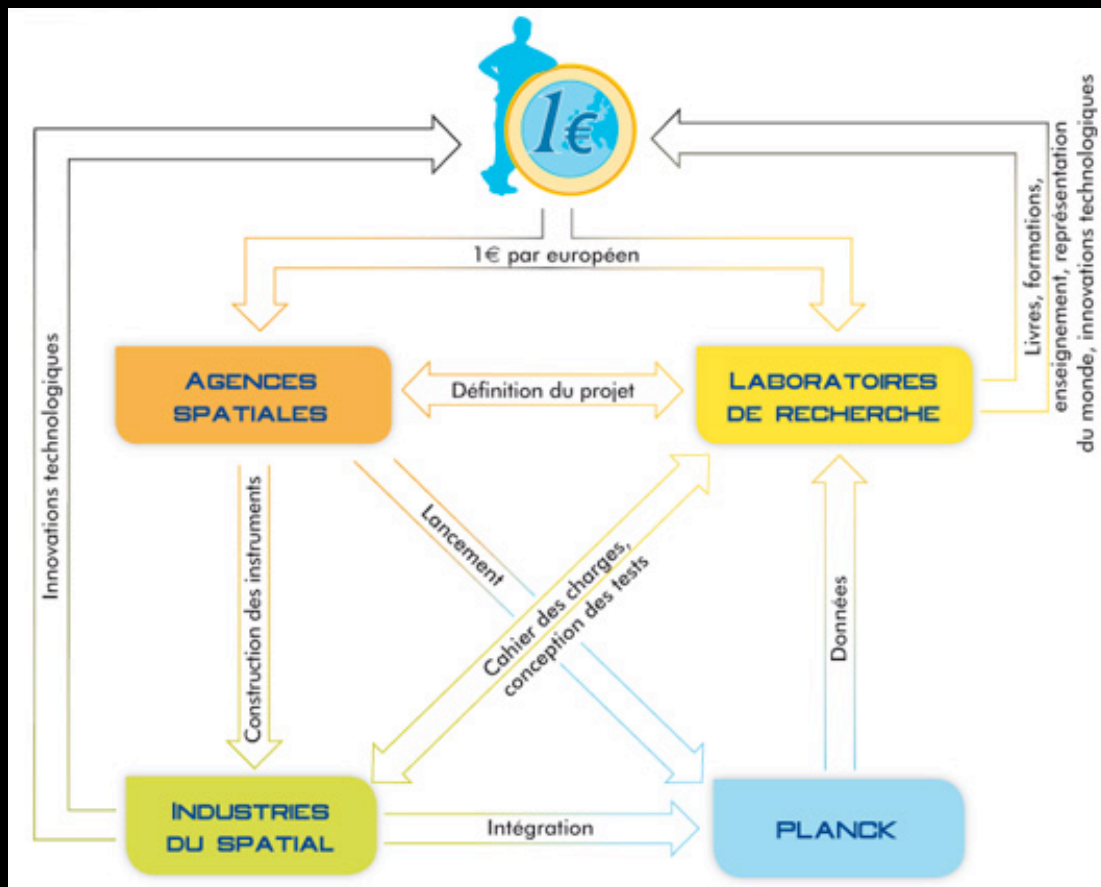 1€
1€ par européen
AGENCES
SPATIALES
Définition du projet
LABORATOIRES
DE RECHERCHE
Livres, formations,
enseignement, représentation
du monde, innovations technologiques
Innovations technologiques
Construction des instruments
Lancement
Cahier des charges,
conception des tests
Données
INDUSTRIES
DU SPATIAL
Intégration
PLANCK